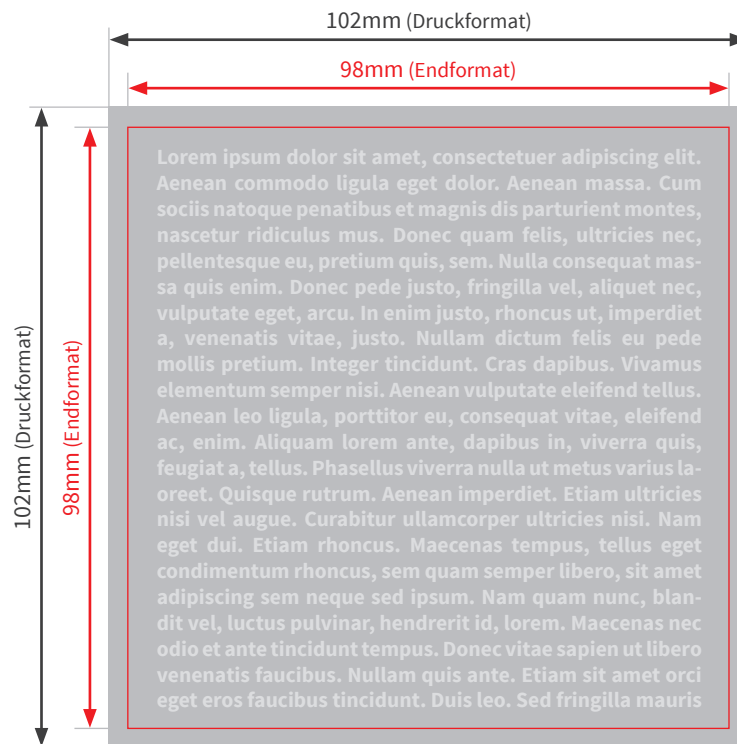 102mm (Druckformat)
98mm (Endformat)
102mm (Druckformat)
98mm (Endformat)
Lorem ipsum dolor sit amet, consectetuer adipiscing elit.
Aenean commodo ligula eget dolor. Aenean massa. Cum
sociis natoque penatibus et magnis dis parturient montes,
nascetur ridiculus mus. Donec quam felis, ultricies nec,
pellentesque eu, pretium quis, sem. Nulla consequat mas-
sa quis enim. Donec pede justo, fringilla vel, aliquet nec,
vulputate eget, arcu. In enim justo, rhoncus ut, imperdiet
a, venenatis vitae, justo. Nullam dictum felis eu pede
mollis pretium. Integer tincidunt. Cras dapibus. Vivamus
elementum semper nisi. Aenean vulputate eleifend tellus.
Aenean leo ligula, porttitor eu, consequat vitae, eleifend
ac, enim. Aliquam lorem ante, dapibus in, viverra quis,
feugiat a, tellus. Phasellus viverra nulla ut metus varius la-
oreet. Quisque rutrum. Aenean imperdiet. Etiam ultricies
nisi vel augue. Curabitur ullamcorper ultricies nisi. Nam
eget dui. Etiam rhoncus. Maecenas tempus, tellus eget
condimentum rhoncus, sem quam semper libero, sit amet
adipiscing sem neque sed ipsum. Nam quam nunc, blan-
dit vel, luctus pulvinar, hendrerit id, lorem. Maecenas nec
odio et ante tincidunt tempus. Donec vitae sapien ut libero
venenatis faucibus. Nullam quis ante. Etiam sit amet orci
eget eros faucibus tincidunt. Duis leo. Sed fringilla mauris